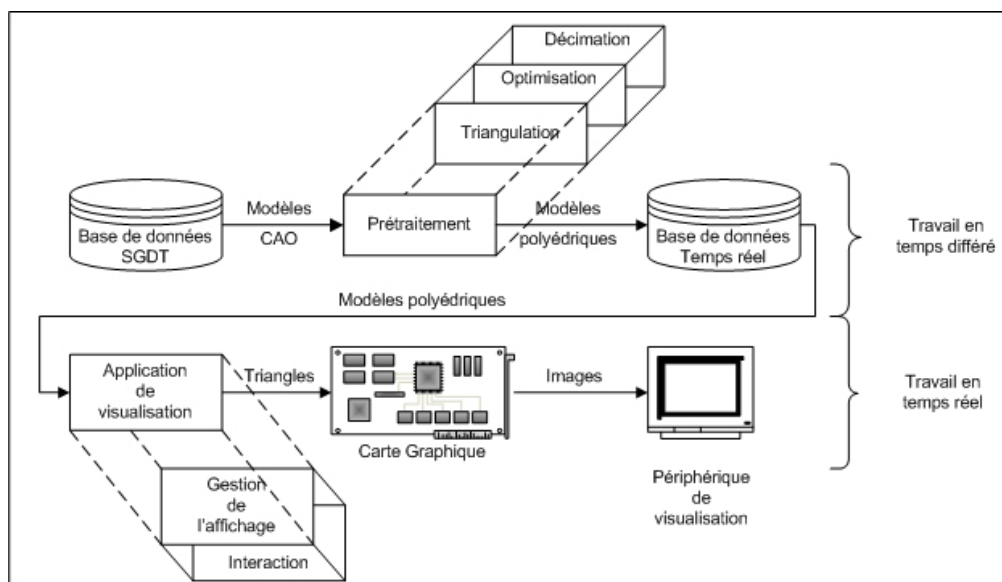 Décimation
Optimisation
Triangulation
Base de données
SGDT
Modèles
CAO
Prétraitement
Modèles
polyédriques
Base de données
Temps réel
Travail en
temps différé
Modèles polyédriques
Application
de
visualisation
Triangles
Carte Graphique
Images
Périphérique
de
visualisation
Travail en
temps réel
Gestion
de
l'affichage
Interaction